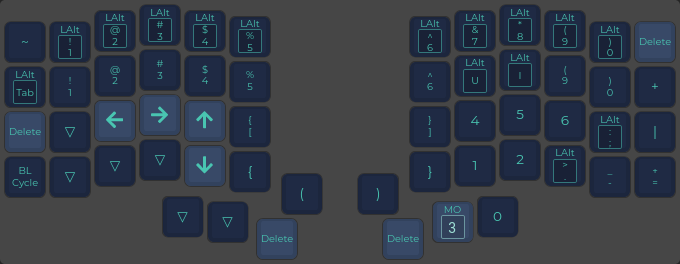 ~ LAlt ! 1 LAlt @ 2 LAlt # 3 LAlt $ 4 LAlt % 5 LAlt ^ 6 LAlt & 7 LAlt * 8 LAlt ( 9 LAlt ) 0 Delete
LAlt Tab ! 1 @ 2 # 3 $ 4 % 5 ^ 6 LAlt U LAlt I ( 9 ) 0 +
Delete ▽ ← → ↑ { [ } ] 4 5 6 LAlt : ; |
BL Cycle ▽ ▽ ▽ ↓ { } 1 2 LAlt > . _ - + =
( )
▽ ▽ Delete Delete MO 3 0